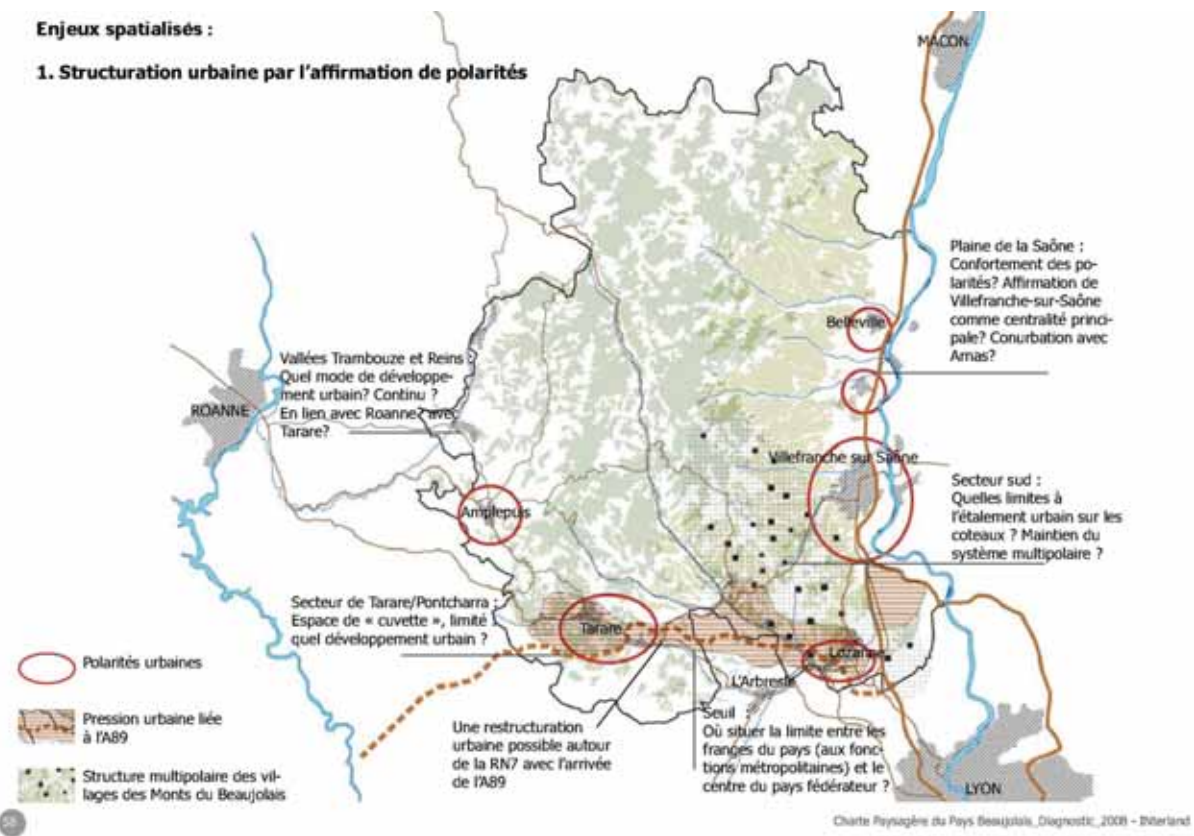 Enjeux spatialisés :
1. Structuration urbaine par l'affirmation de polarités
MACON
Plaine de la Saône :
Confortement des po-
larités? Affirmation de
Villefranche-sur-Saône
comme centralité princi-
pale? Conurbation avec
Arnas?
Belleville
Vallées Trambouze et Reins :
Quel mode de développe-
ment urbain? Continu ?
En lien avec Roanne? avec
Tarare?
ROANNE
Villefranche sur Saône
Secteur sud :
Quelles limites à
l'étalement urbain sur les
coteaux ? Maintien du
système multipolaire ?
Amplepuis
Secteur de Tarare/Pontcharra :
Espace de « cuvette », limité
quel développement urbain ?
Tarare
Lozanne
L'Arbresle
Polarités urbaines
Pression urbaine liée
à l'A89
Structure multipolaire des vil-
lages des Monts du Beaujolais
Une restructuration
urbaine possible autour
de la RN7 avec l'arrivée
de l'A89
Seuil :
Où situer la limite entre les
franges du pays (aux fonc-
tions métropolitaines) et le
centre du pays fédérateur ?
LYON
58
Charte Paysagère du Pays Beaujolais_Diagnostic_2008 - INterland